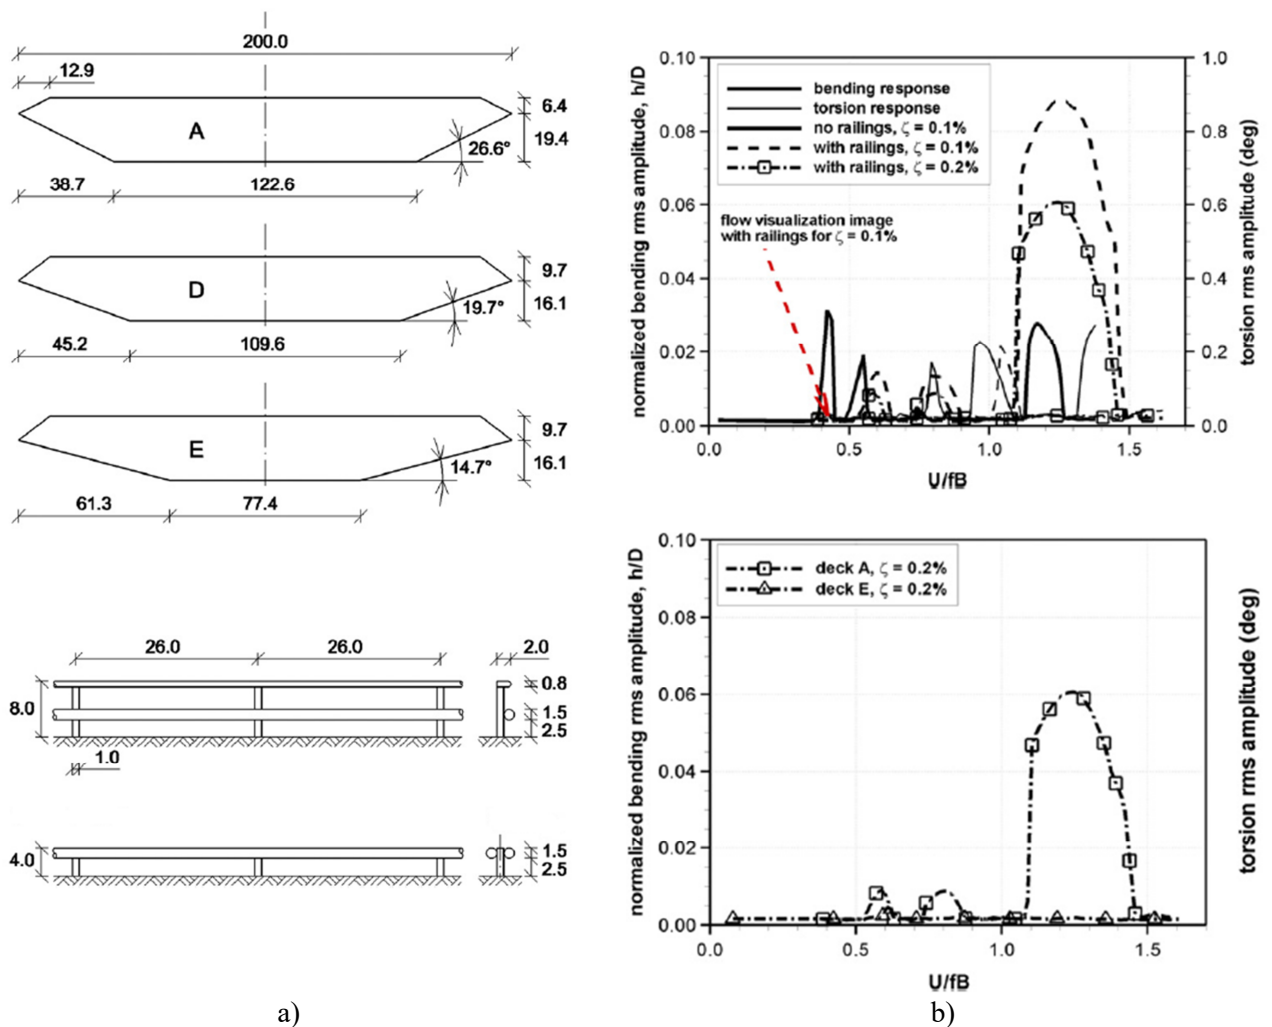 200.0
12.9
A
6.4
19.4
26.6°
38.7
122.6
D
9.7
16.1
19.7°
45.2
109.6
E
9.7
16.1
14.7°
61.3
77.4
26.0
26.0
2.0
8.0
0.8
1.5
2.5
1.0
4.0
1.5
2.5
a)
normalized bending rms amplitude, h/D
0.10
0.08
0.06
0.04
0.02
0.00
bending response
torsion response
no railings, ζ = 0.1%
with railings, ζ = 0.1%
with railings, ζ = 0.2%
flow visualization image
with railings for ζ = 0.1%
1.0
0.8
0.6
0.4
0.2
0.0
torsion rms amplitude (deg)
0.0 0.5 1.0 1.5
U/fB
normalized bending rms amplitude, h/D
0.10
0.08
0.06
0.04
0.02
0.00
deck A, ζ = 0.2%
deck E, ζ = 0.2%
torsion rms amplitude (deg)
0.0 0.5 1.0 1.5
U/fB
b)